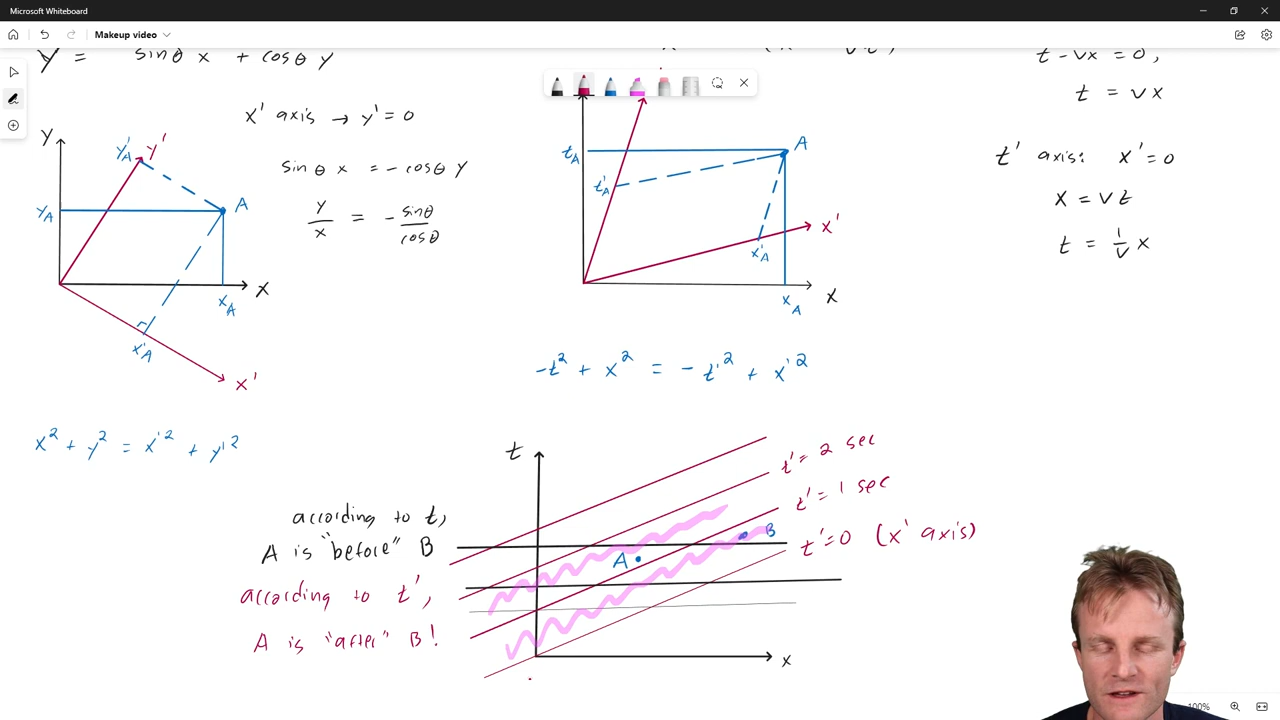 Microsoft Whiteboard
Makeup video
Y = sinθ x + cosθ y
x' axis → y'=0
sinθ x = - cosθ y
y/x = - sinθ/cosθ
Y
y'A
y'
yA
A
x
xA
x'A
x'
x² + y² = x'² + y'²
tA
t'A
A
x'
x'A
x
xA
-t² + x² = -t'² + x'²
t - vx = 0,
t = vx
t' axis: x'=0
x = vt
t = 1/v x
t
t' = 2 sec
t' = 1 sec
t'=0 (x' axis)
B
A
x
according to t,
A is "before" B
according to t',
A is "after" B!
100%